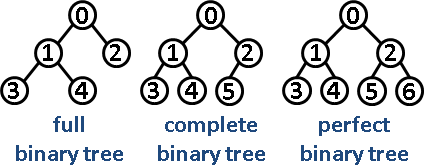 0 0 0
1 2 1 2 1 2
3 4 3 4 5 3 4 5 6
full complete perfect
binary tree binary tree binary tree